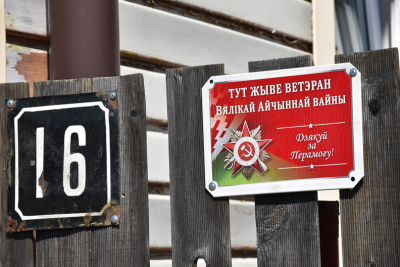 16
ТУТ ЖЫВЕ ВЕТЭРАН
ВЯЛІКАЙ АЙЧЫННАЙ ВАЙНЫ
Дзякуй
за
Перамогу!